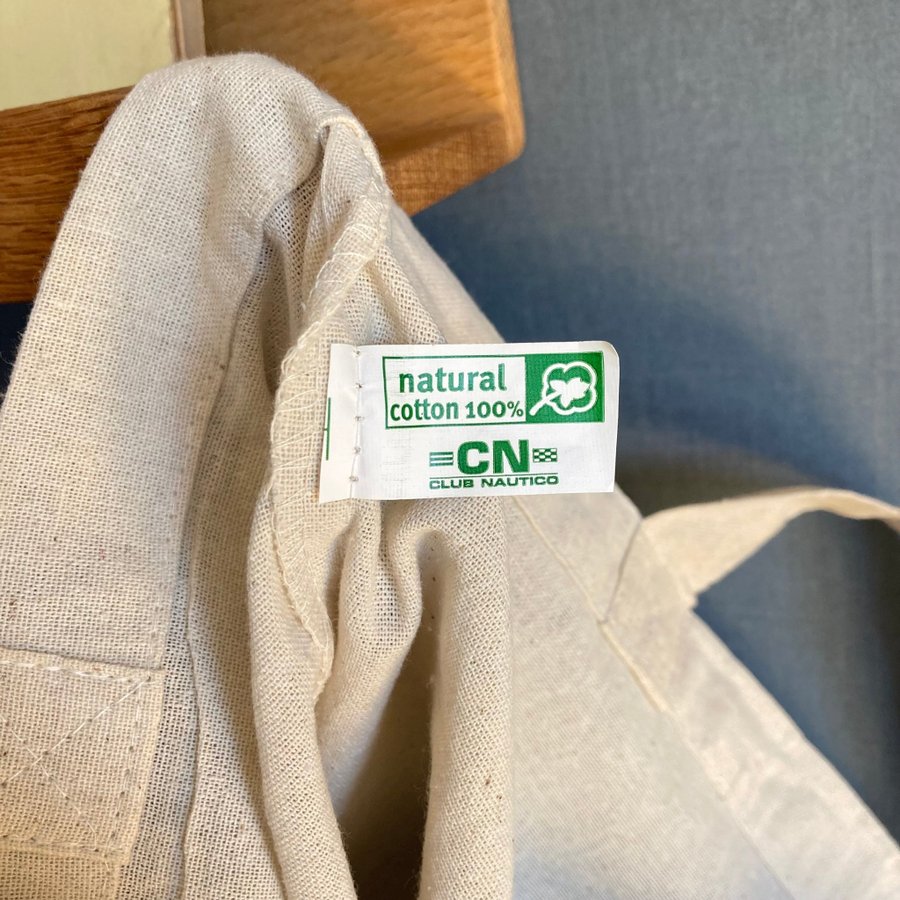 natural
cotton 100%
CN
CLUB NAUTICO